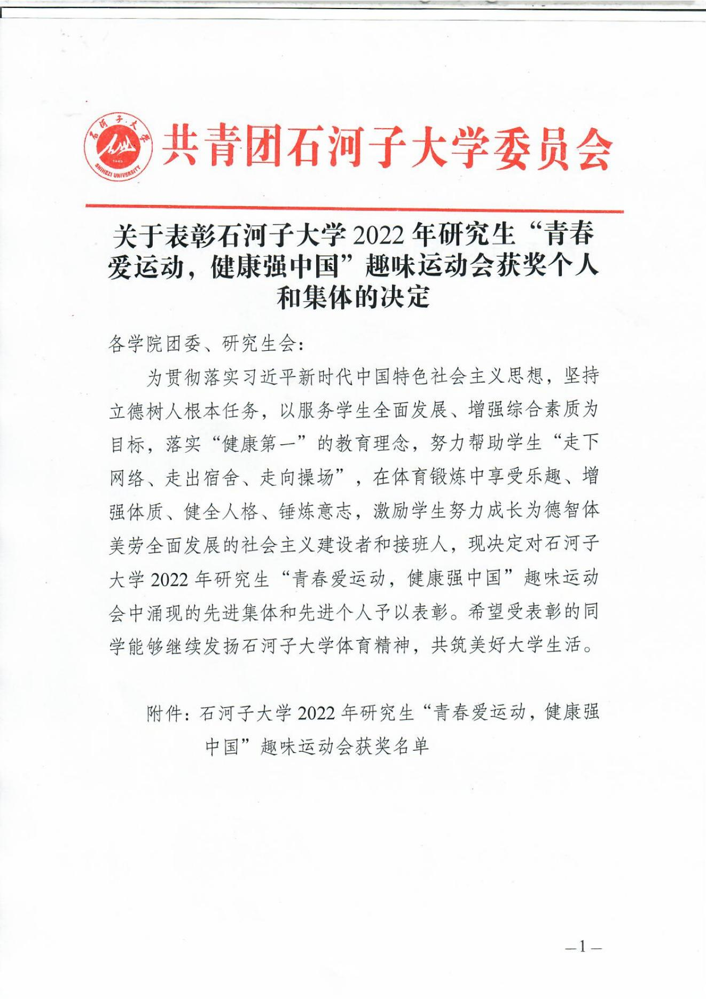 石河子大学
1949
SHIHEZI UNIVERSITY
共青团石河子大学委员会
关于表彰石河子大学 2022 年研究生“青春
爱运动，健康强中国”趣味运动会获奖个人
和集体的决定
各学院团委、研究生会：
为贯彻落实习近平新时代中国特色社会主义思想，坚持
立德树人根本任务，以服务学生全面发展、增强综合素质为
目标，落实“健康第一”的教育理念，努力帮助学生“走下
网络、走出宿舍、走向操场”，在体育锻炼中享受乐趣、增
强体质、健全人格、锤炼意志，激励学生努力成长为德智体
美劳全面发展的社会主义建设者和接班人，现决定对石河子
大学 2022 年研究生“青春爱运动，健康强中国”趣味运动
会中涌现的先进集体和先进个人予以表彰。希望受表彰的同
学能够继续发扬石河子大学体育精神，共筑美好大学生活。
附件：石河子大学 2022 年研究生“青春爱运动，健康强
中国”趣味运动会获奖名单
—1—